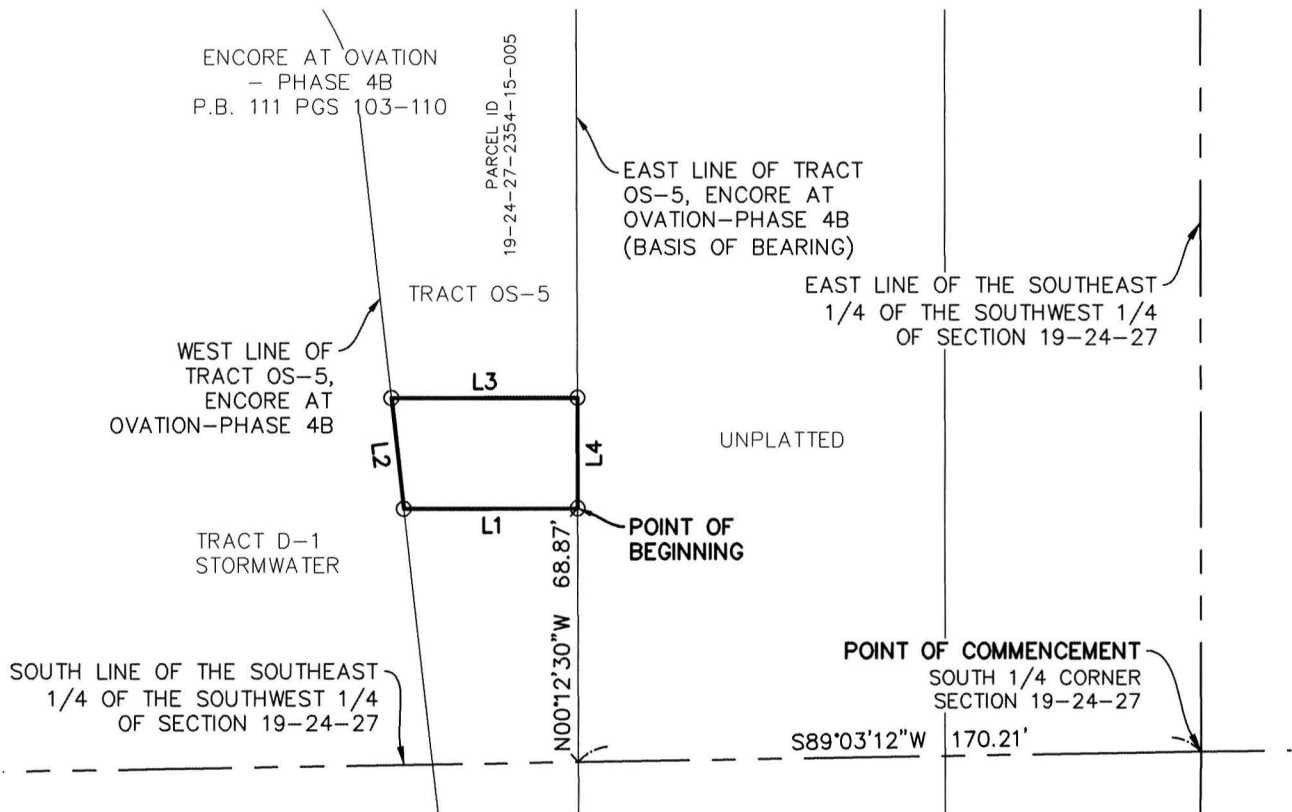 ENCORE AT OVATION
- PHASE 4B
P.B. 111 PGS 103-110
PARCEL ID
19-24-27-2354-15-005
EAST LINE OF TRACT
OS-5, ENCORE AT
OVATION-PHASE 4B
(BASIS OF BEARING)
EAST LINE OF THE SOUTHEAST
1/4 OF THE SOUTHWEST 1/4
OF SECTION 19-24-27
TRACT OS-5
WEST LINE OF
TRACT OS-5,
ENCORE AT
OVATION-PHASE 4B
L3
L2
L4
L1
UNPLATTED
POINT OF
BEGINNING
TRACT D-1
STORMWATER
N00°12'30"W 68.87'
SOUTH LINE OF THE SOUTHEAST
1/4 OF THE SOUTHWEST 1/4
OF SECTION 19-24-27
POINT OF COMMENCEMENT
SOUTH 1/4 CORNER
SECTION 19-24-27
S89°03'12"W 170.21'